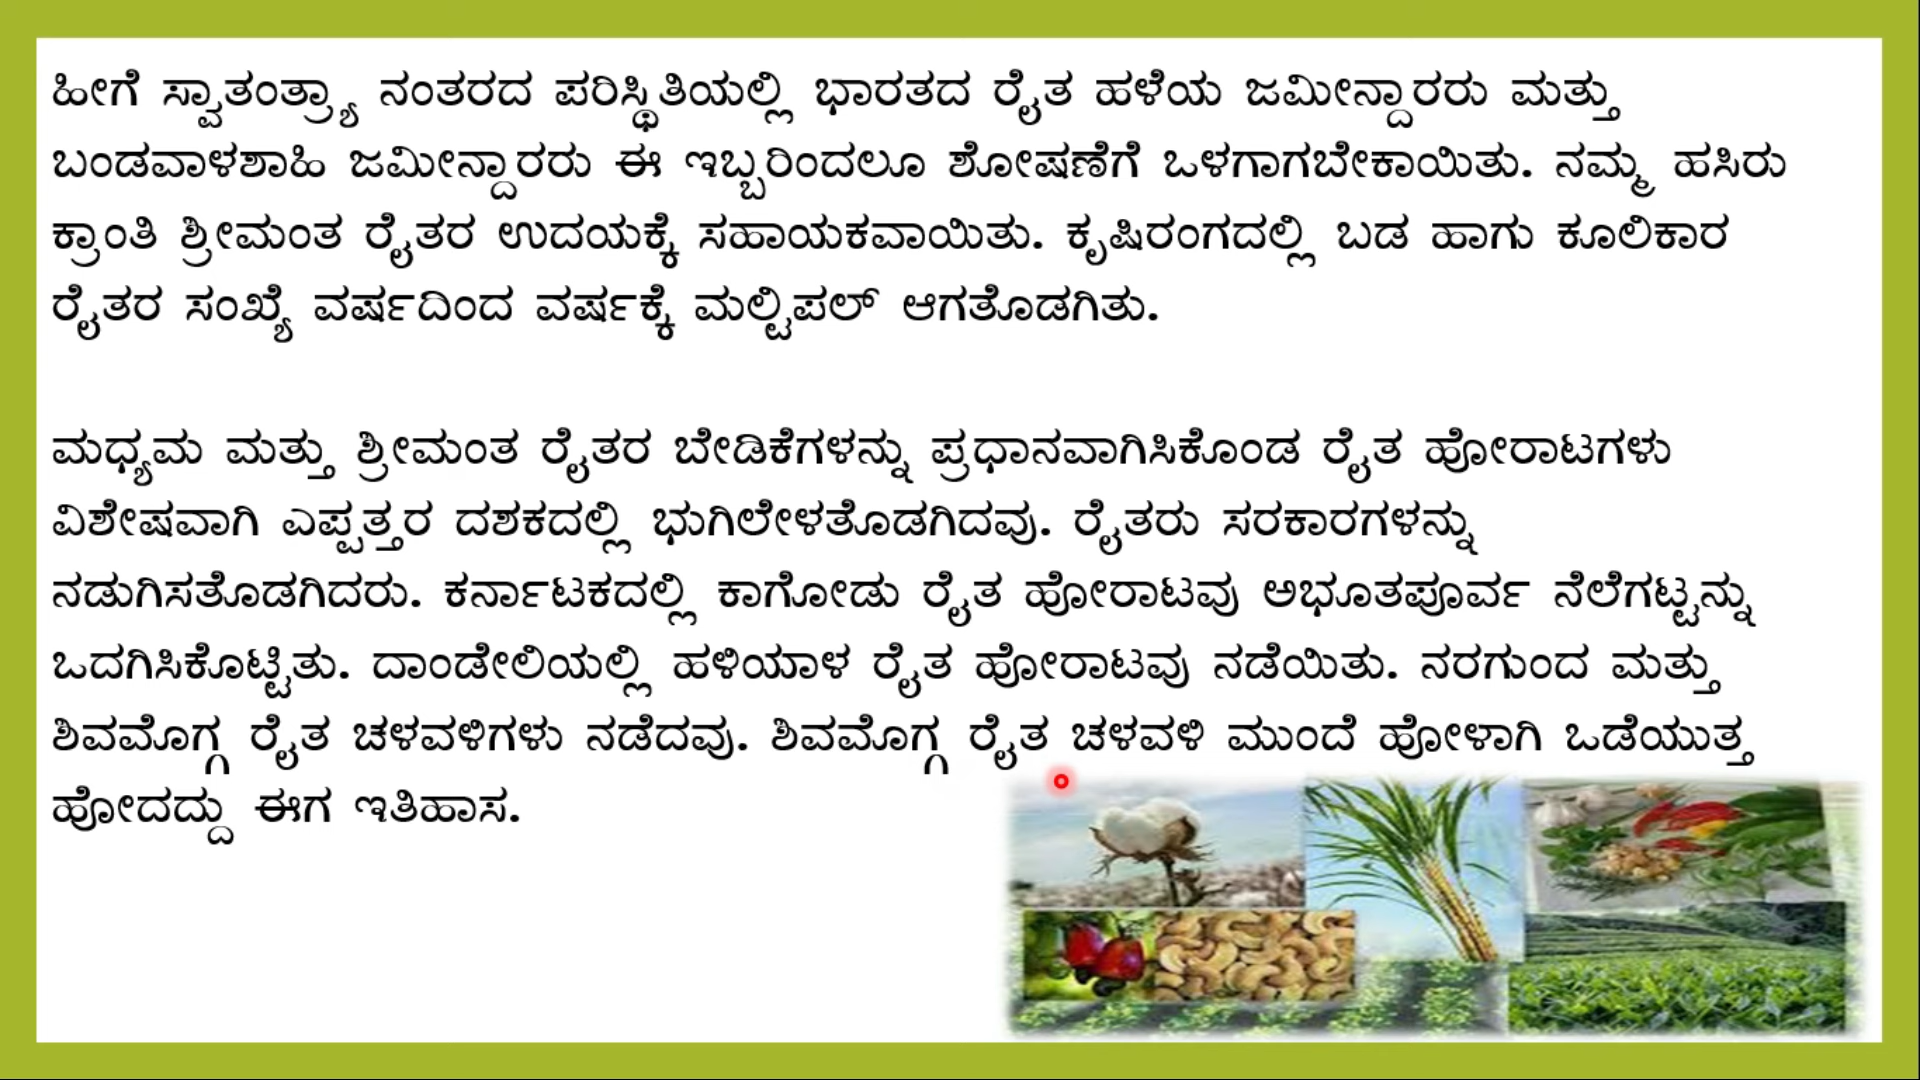 ಹೀಗೆ ಸ್ವಾತಂತ್ರ್ಯಾ ನಂತರದ ಪರಿಸ್ಥಿತಿಯಲ್ಲಿ ಭಾರತದ ರೈತ ಹಳೆಯ ಜಮೀನ್ದಾರರು ಮತ್ತು
ಬಂಡವಾಳಶಾಹಿ ಜಮೀನ್ದಾರರು ಈ ಇಬ್ಬರಿಂದಲೂ ಶೋಷಣೆಗೆ ಒಳಗಾಗಬೇಕಾಯಿತು. ನಮ್ಮ ಹಸಿರು
ಕ್ರಾಂತಿ ಶ್ರೀಮಂತ ರೈತರ ಉದಯಕ್ಕೆ ಸಹಾಯಕವಾಯಿತು. ಕೃಷಿರಂಗದಲ್ಲಿ ಬಡ ಹಾಗು ಕೂಲಿಕಾರ
ರೈತರ ಸಂಖ್ಯೆ ವರ್ಷದಿಂದ ವರ್ಷಕ್ಕೆ ಮಲ್ಟಿಪಲ್ ಆಗತೊಡಗಿತು.
ಮಧ್ಯಮ ಮತ್ತು ಶ್ರೀಮಂತ ರೈತರ ಬೇಡಿಕೆಗಳನ್ನು ಪ್ರಧಾನವಾಗಿಸಿಕೊಂಡ ರೈತ ಹೋರಾಟಗಳು
ವಿಶೇಷವಾಗಿ ಎಪ್ಪತ್ತರ ದಶಕದಲ್ಲಿ ಭುಗಿಲೇಳತೊಡಗಿದವು. ರೈತರು ಸರಕಾರಗಳನ್ನು
ನಡುಗಿಸತೊಡಗಿದರು. ಕರ್ನಾಟಕದಲ್ಲಿ ಕಾಗೋಡು ರೈತ ಹೋರಾಟವು ಅಭೂತಪೂರ್ವ ನೆಲೆಗಟ್ಟನ್ನು
ಒದಗಿಸಿಕೊಟ್ಟಿತು. ದಾಂಡೇಲಿಯಲ್ಲಿ ಹಳಿಯಾಳ ರೈತ ಹೋರಾಟವು ನಡೆಯಿತು. ನರಗುಂದ ಮತ್ತು
ಶಿವಮೊಗ್ಗ ರೈತ ಚಳವಳಿಗಳು ನಡೆದವು. ಶಿವಮೊಗ್ಗ ರೈತ ಚಳವಳಿ ಮುಂದೆ ಹೋಳಾಗಿ ಒಡೆಯುತ್ತ
ಹೋದದ್ದು ಈಗ ಇತಿಹಾಸ.